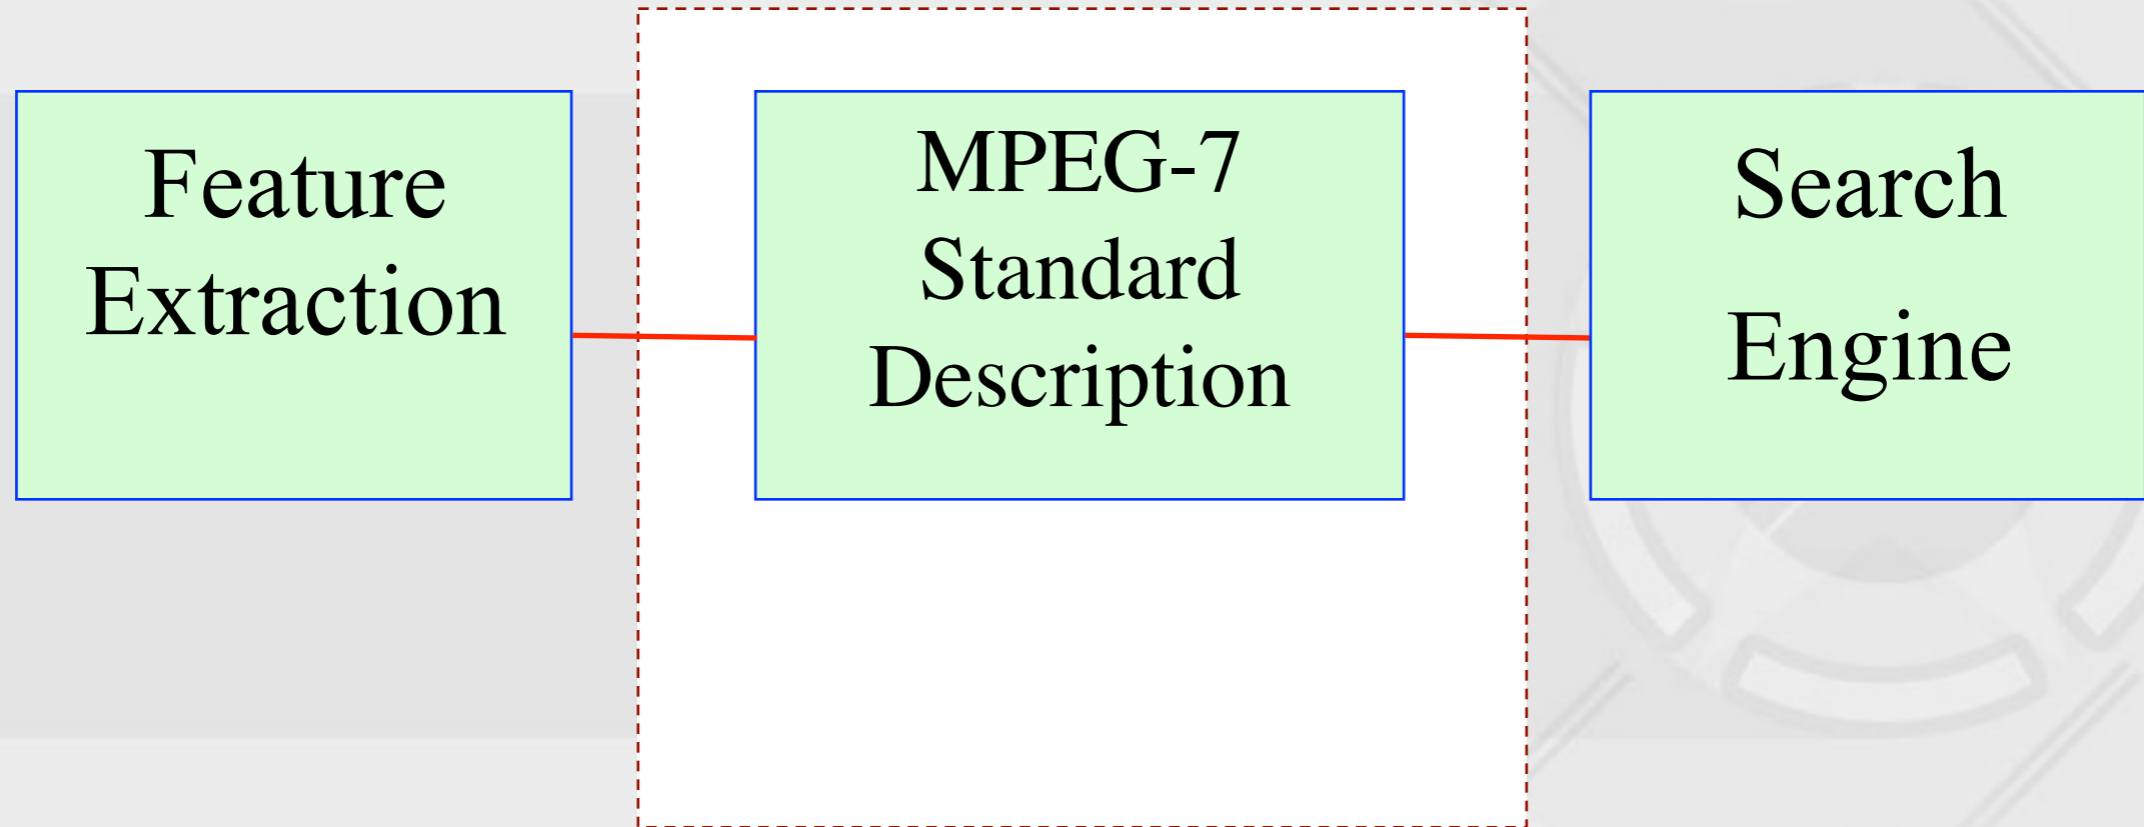 Feature
Extraction
MPEG-7
Standard
Description
Search
Engine